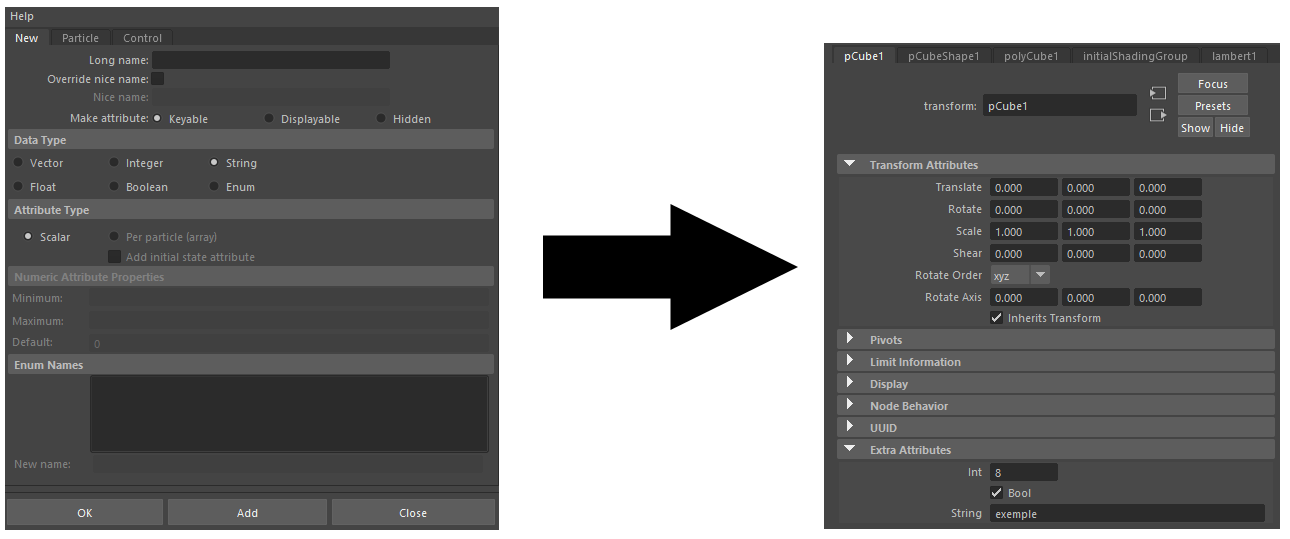 Help
New Particle Control
Long name:
Override nice name:
Nice name:
Make attribute: Keyable Displayable Hidden
Data Type
Vector Integer String
Float Boolean Enum
Attribute Type
Scalar Per particle (array)
Add initial state attribute
Numeric Attribute Properties
Minimum:
Maximum:
Default: 0
Enum Names
New name:
OK Add Close
pCube1 pCubeShape1 polyCube1 initialShadingGroup lambert1
Focus
transform: pCube1 Presets
Show Hide
Transform Attributes
Translate 0.000 0.000 0.000
Rotate 0.000 0.000 0.000
Scale 1.000 1.000 1.000
Shear 0.000 0.000 0.000
Rotate Order xyz
Rotate Axis 0.000 0.000 0.000
Inherits Transform
Pivots
Limit Information
Display
Node Behavior
UUID
Extra Attributes
Int 8
Bool
String exemple